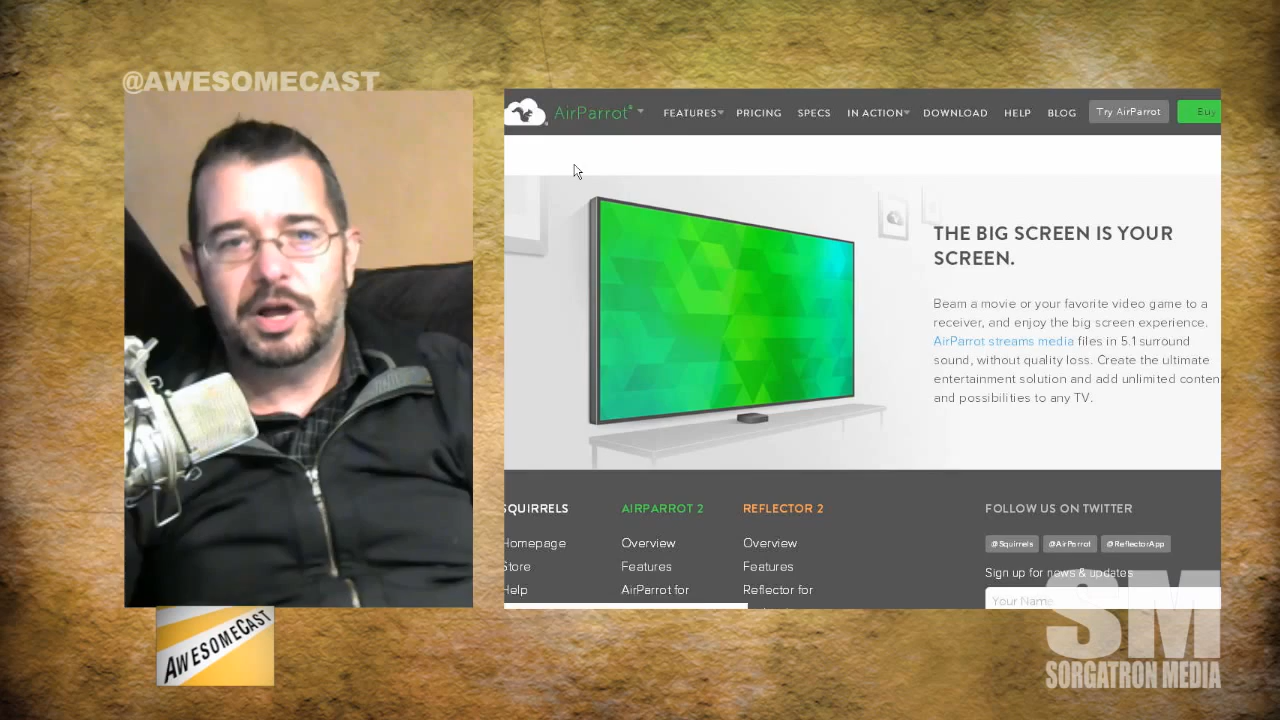 @AWESOMECAST
AirParrot®
FEATURES PRICING SPECS IN ACTION DOWNLOAD HELP BLOG Try AirParrot Buy
THE BIG SCREEN IS YOUR
SCREEN.
Beam a movie or your favorite video game to a
receiver, and enjoy the big screen experience.
AirParrot streams media files in 5.1 surround
sound, without quality loss. Create the ultimate
entertainment solution and add unlimited conten
and possibilities to any TV.
SQUIRRELS AIRPARROT 2 REFLECTOR 2 FOLLOW US ON TWITTER
Homepage Overview Overview @Squirrels @AirParrot @ReflectorApp
Store Features Features Sign up for news & updates
Help AirParrot for Reflector for Your Name
AWESOMECAST
SM
SORGATRON MEDIA